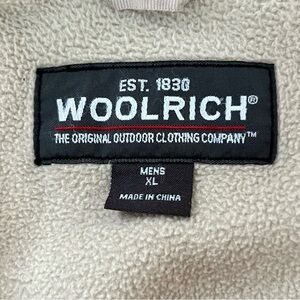 EST. 1830
WOOLRICH®
THE ORIGINAL OUTDOOR CLOTHING COMPANY™
MENS
XL
MADE IN CHINA